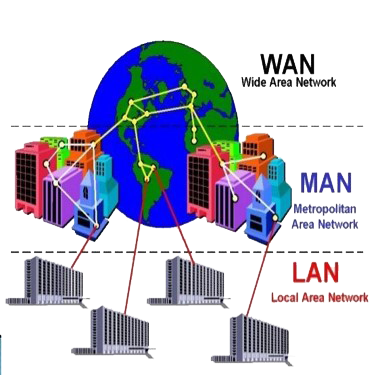 WAN
Wide Area Network
MAN
Metropolitan
Area Network
LAN
Local Area Network